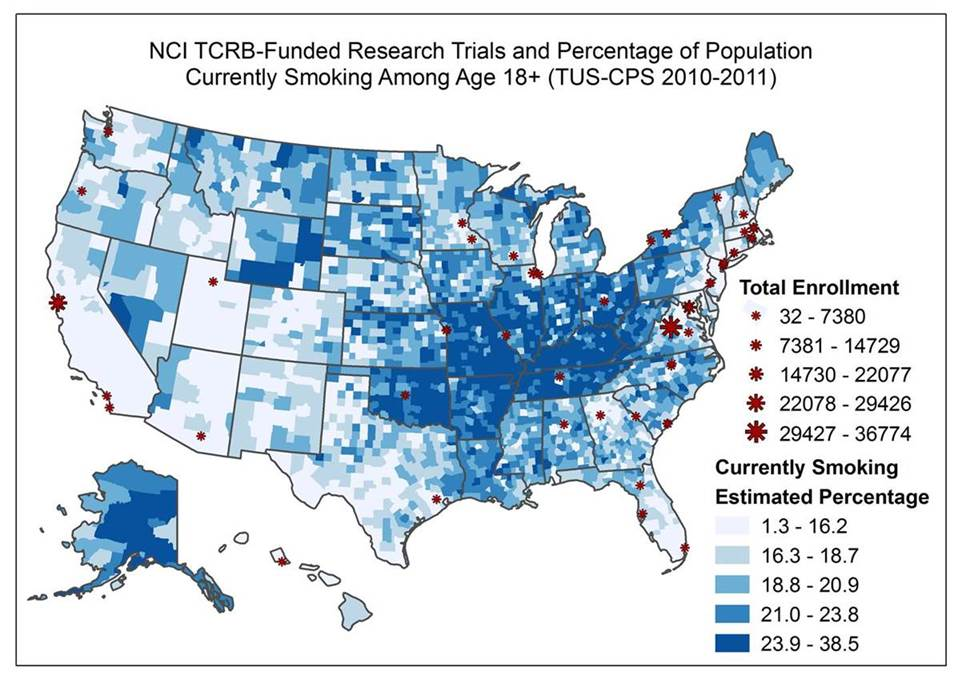 NCI TCRB-Funded Research Trials and Percentage of Population
Currently Smoking Among Age 18+ (TUS-CPS 2010-2011)
Total Enrollment
32 - 7380
7381 - 14729
14730 - 22077
22078 - 29426
29427 - 36774
Currently Smoking
Estimated Percentage
1.3 - 16.2
16.3 - 18.7
18.8 - 20.9
21.0 - 23.8
23.9 - 38.5